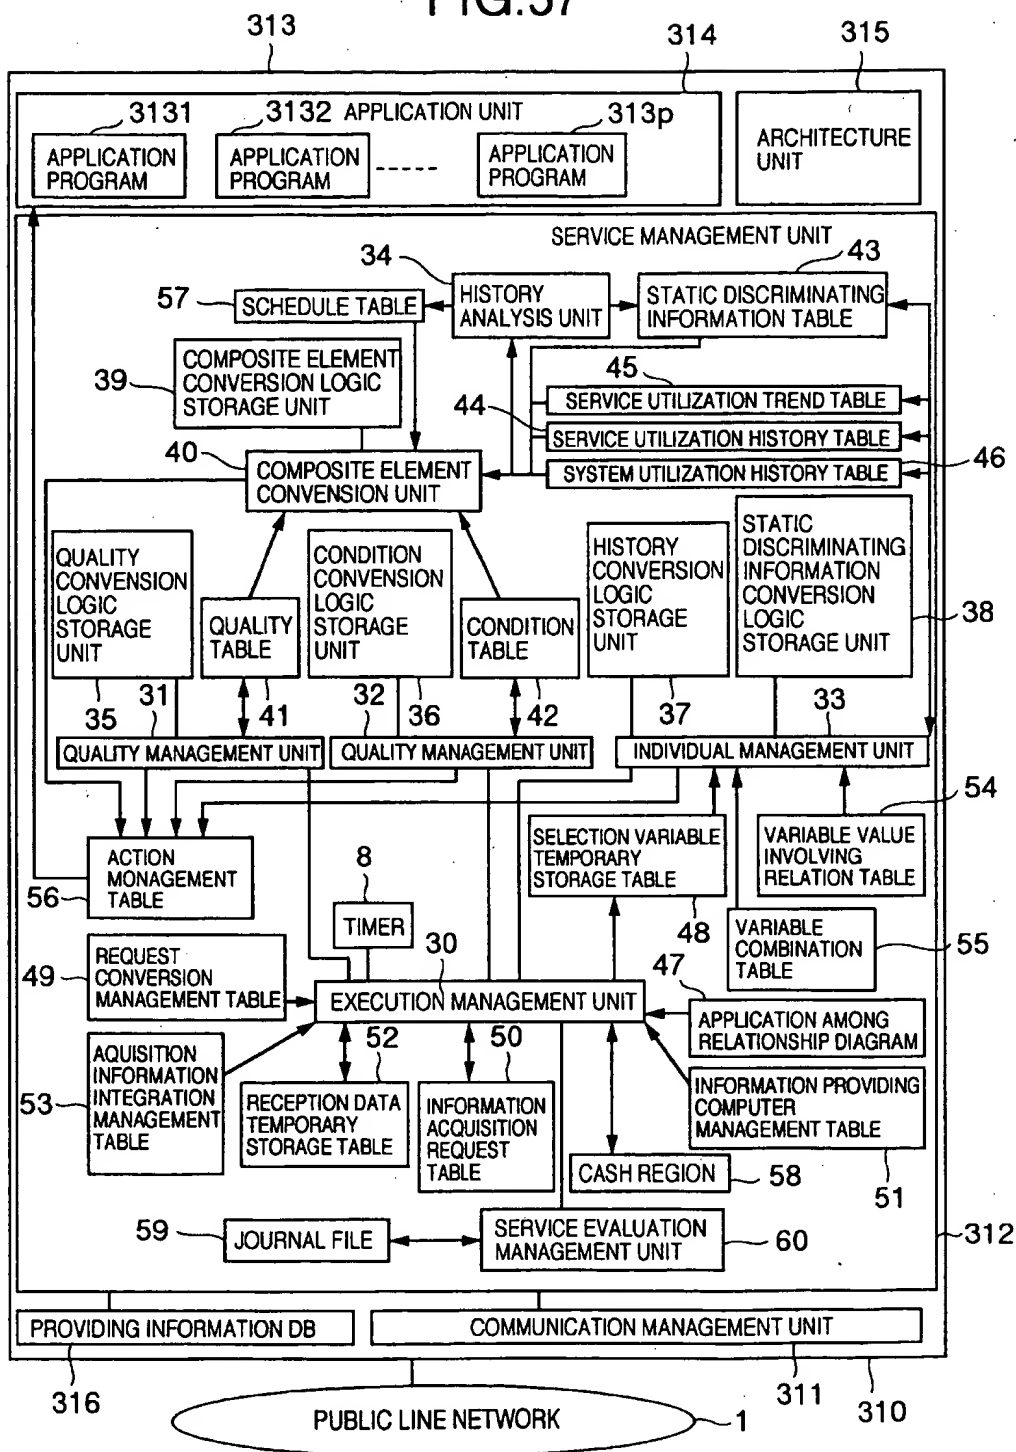 FIG.37
313
314
315
3131
3132
APPLICATION UNIT
313p
APPLICATION
PROGRAM
APPLICATION
PROGRAM
-----
APPLICATION
PROGRAM
ARCHITECTURE
UNIT
SERVICE MANAGEMENT UNIT
34
43
57
SCHEDULE TABLE
HISTORY
ANALYSIS UNIT
STATIC DISCRIMINATING
INFORMATION TABLE
39
COMPOSITE ELEMENT
CONVERSION LOGIC
STORAGE UNIT
45
SERVICE UTILIZATION TREND TABLE
44
SERVICE UTILIZATION HISTORY TABLE
40
COMPOSITE ELEMENT
CONVENSION UNIT
SYSTEM UTILIZATION HISTORY TABLE
46
QUALITY
CONVENSION
LOGIC
STORAGE
UNIT
QUALITY
TABLE
CONDITION
CONVENSION
LOGIC
STORAGE
UNIT
CONDITION
TABLE
HISTORY
CONVERSION
LOGIC
STORAGE
UNIT
STATIC
DISCRIMINATING
INFORMATION
CONVERSION
LOGIC
STORAGE UNIT
38
35
31
41
32
36
42
37
33
QUALITY MANAGEMENT UNIT
QUALITY MANAGEMENT UNIT
INDIVIDUAL MANAGEMENT UNIT
54
ACTION
MONAGEMENT
TABLE
56
8
TIMER
SELECTION VARIABLE
TEMPORARY
STORAGE TABLE
48
VARIABLE VALUE
INVOLVING
RELATION TABLE
VARIABLE
COMBINATION
TABLE
55
49
REQUEST
CONVERSION
MANAGEMENT TABLE
30
EXECUTION MANAGEMENT UNIT
47
APPLICATION AMONG
RELATIONSHIP DIAGRAM
53
AQUISITION
INFORMATION
INTEGRATION
MANAGEMENT
TABLE
52
RECEPTION DATA
TEMPORARY
STORAGE TABLE
50
INFORMATION
ACQUISITION
REQUEST
TABLE
INFORMATION PROVIDING
COMPUTER
MANAGEMENT TABLE
51
CASH REGION
58
59
JOURNAL FILE
SERVICE EVALUATION
MANAGEMENT UNIT
60
312
PROVIDING INFORMATION DB
COMMUNICATION MANAGEMENT UNIT
316
311
310
PUBLIC LINE NETWORK
1